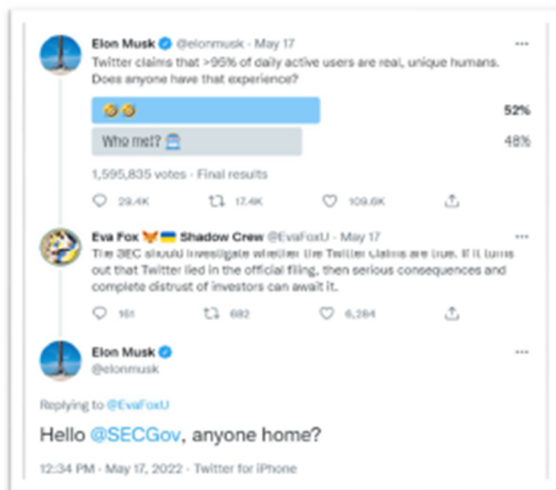 Elon Musk @elonmusk · May 17
Twitter claims that >95% of daily active users are real, unique humans.
Does anyone have that experience?
🤣🤣 52%
Who me? 🤖 48%
1,595,835 votes · Final results
29.4K 17.4K 109.6K
Eva Fox 🦊🇺🇦 Shadow Crew @EvaFoxU · May 17
The SEC should investigate whether the Twitter claims are true. If it turns
out that Twitter lied in the official filing, then serious consequences and
complete distrust of investors can await it.
161 682 6,284
Elon Musk
@elonmusk
Replying to @EvaFoxU
Hello @SECGov, anyone home?
12:34 PM · May 17, 2022 · Twitter for iPhone